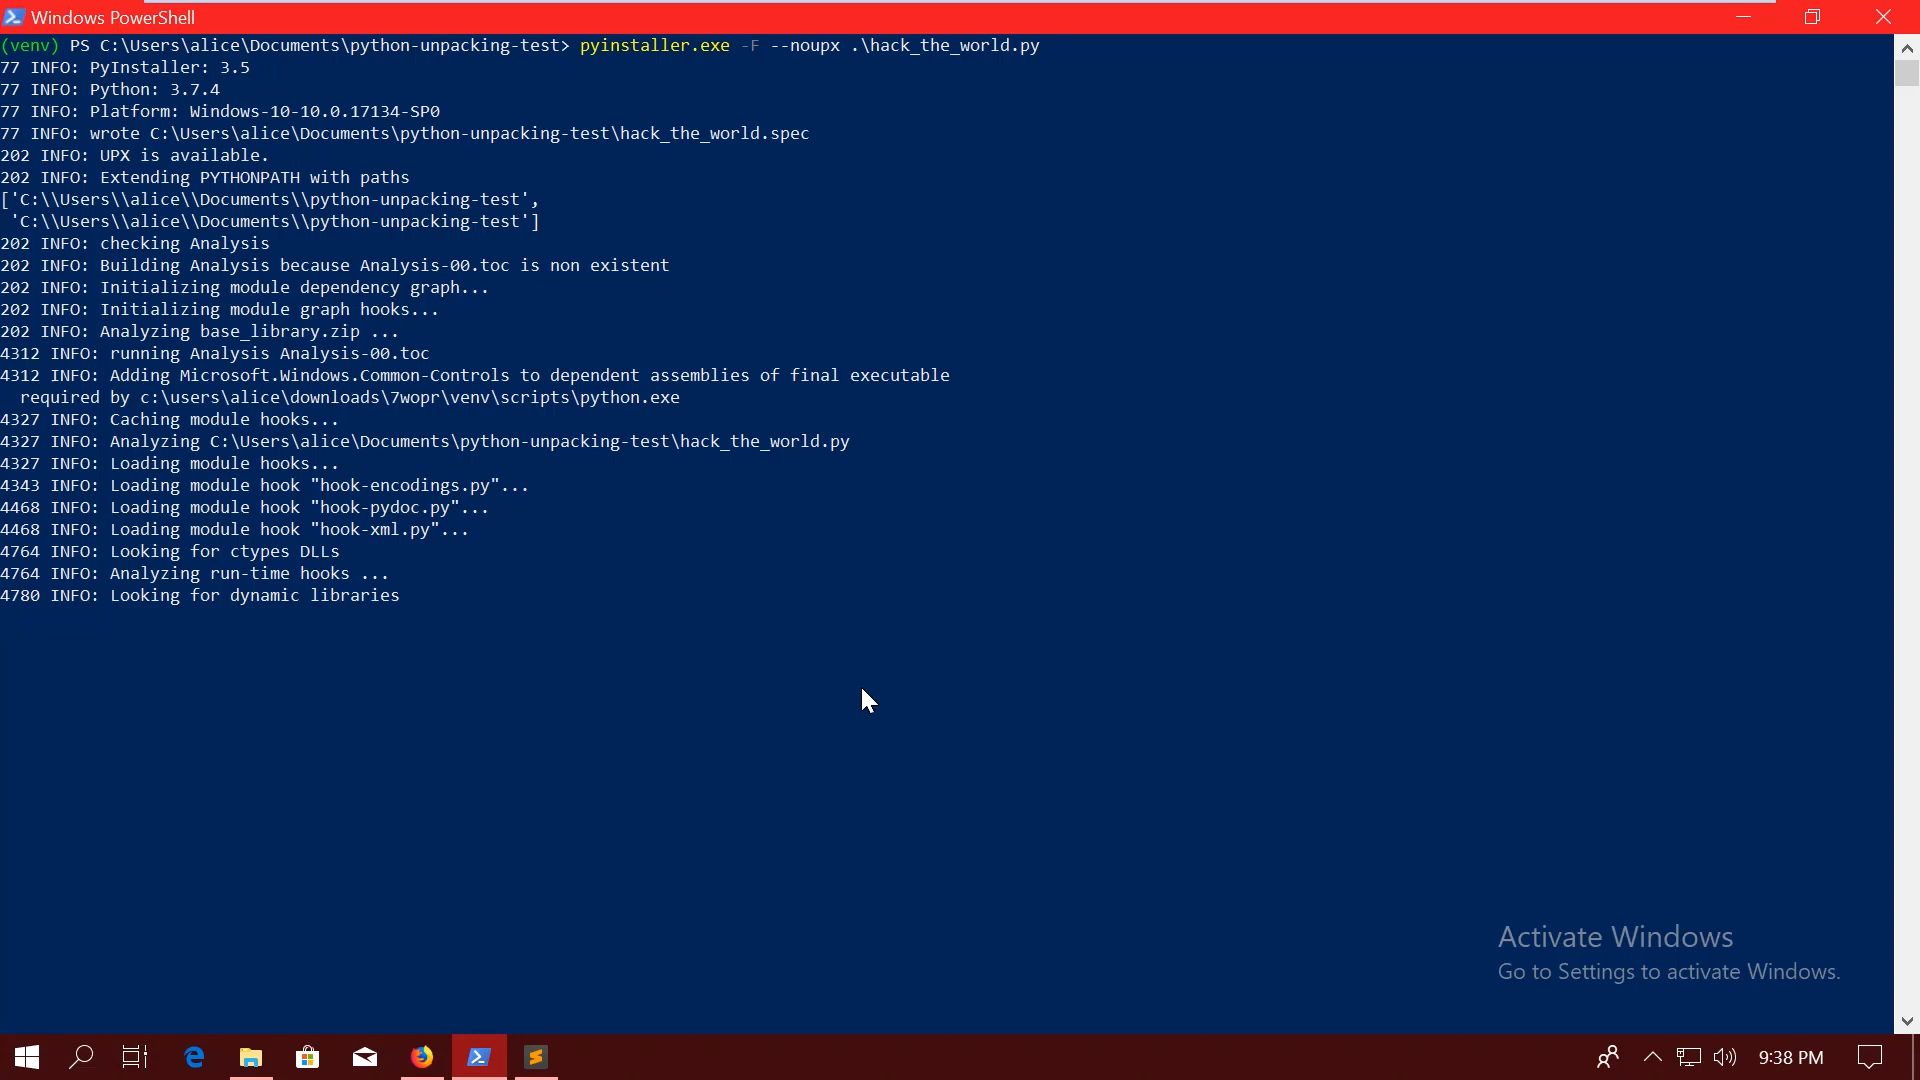 Windows PowerShell
(venv) PS C:\Users\alice\Documents\python-unpacking-test> pyinstaller.exe -F --noupx .\hack_the_world.py
77 INFO: PyInstaller: 3.5
77 INFO: Python: 3.7.4
77 INFO: Platform: Windows-10-10.0.17134-SP0
77 INFO: wrote C:\Users\alice\Documents\python-unpacking-test\hack_the_world.spec
202 INFO: UPX is available.
202 INFO: Extending PYTHONPATH with paths
['C:\\Users\\alice\\Documents\\python-unpacking-test',
 'C:\\Users\\alice\\Documents\\python-unpacking-test']
202 INFO: checking Analysis
202 INFO: Building Analysis because Analysis-00.toc is non existent
202 INFO: Initializing module dependency graph...
202 INFO: Initializing module graph hooks...
202 INFO: Analyzing base_library.zip ...
4312 INFO: running Analysis Analysis-00.toc
4312 INFO: Adding Microsoft.Windows.Common-Controls to dependent assemblies of final executable
  required by c:\users\alice\downloads\7wopr\venv\scripts\python.exe
4327 INFO: Caching module hooks...
4327 INFO: Analyzing C:\Users\alice\Documents\python-unpacking-test\hack_the_world.py
4327 INFO: Loading module hooks...
4343 INFO: Loading module hook "hook-encodings.py"...
4468 INFO: Loading module hook "hook-pydoc.py"...
4468 INFO: Loading module hook "hook-xml.py"...
4764 INFO: Looking for ctypes DLLs
4764 INFO: Analyzing run-time hooks ...
4780 INFO: Looking for dynamic libraries
Activate Windows
Go to Settings to activate Windows.
9:38 PM